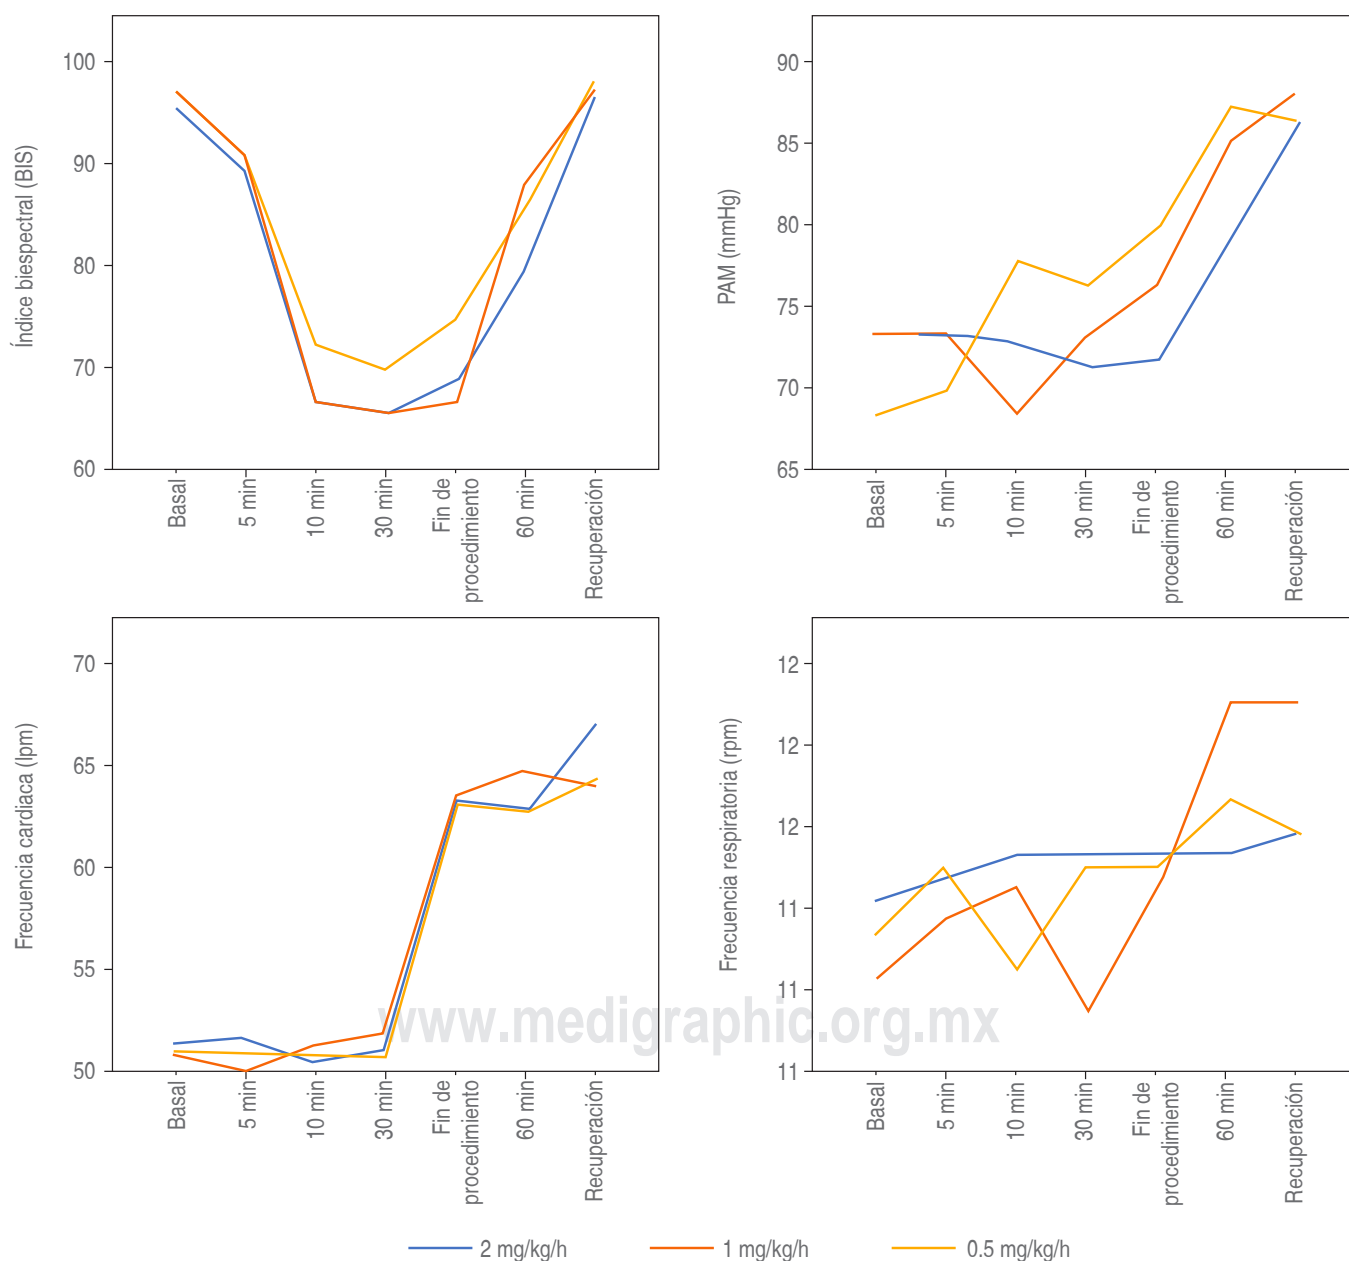 Índice biespectral (BIS)
100
90
80
70
60
Basal
5 min
10 min
30 min
Fin de
procedimiento
60 min
Recuperación
PAM (mmHg)
90
85
80
75
70
65
Basal
5 min
10 min
30 min
Fin de
procedimiento
60 min
Recuperación
Frecuencia cardiaca (lpm)
70
65
60
55
50
Basal
5 min
10 min
30 min
Fin de
procedimiento
60 min
Recuperación
Frecuencia respiratoria (rpm)
12
12
12
11
11
11
Basal
5 min
10 min
30 min
Fin de
procedimiento
60 min
Recuperación
www.medigraphic.org.mx
2 mg/kg/h
1 mg/kg/h
0.5 mg/kg/h